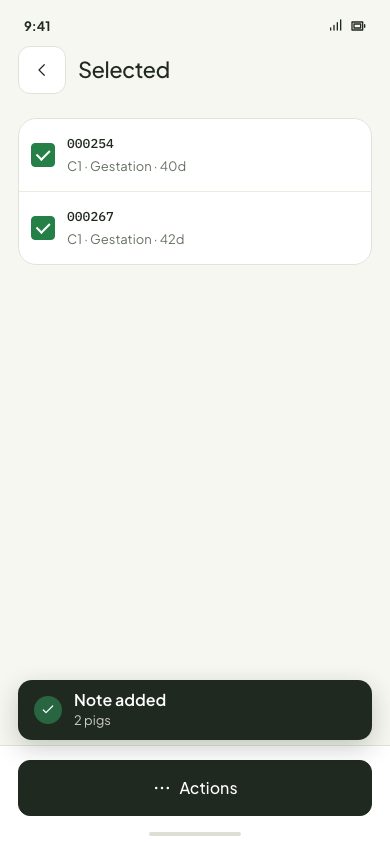 9:41
Selected
000254
C1 · Gestation · 40d
000267
C1 · Gestation · 42d
Note added
2 pigs
··· Actions